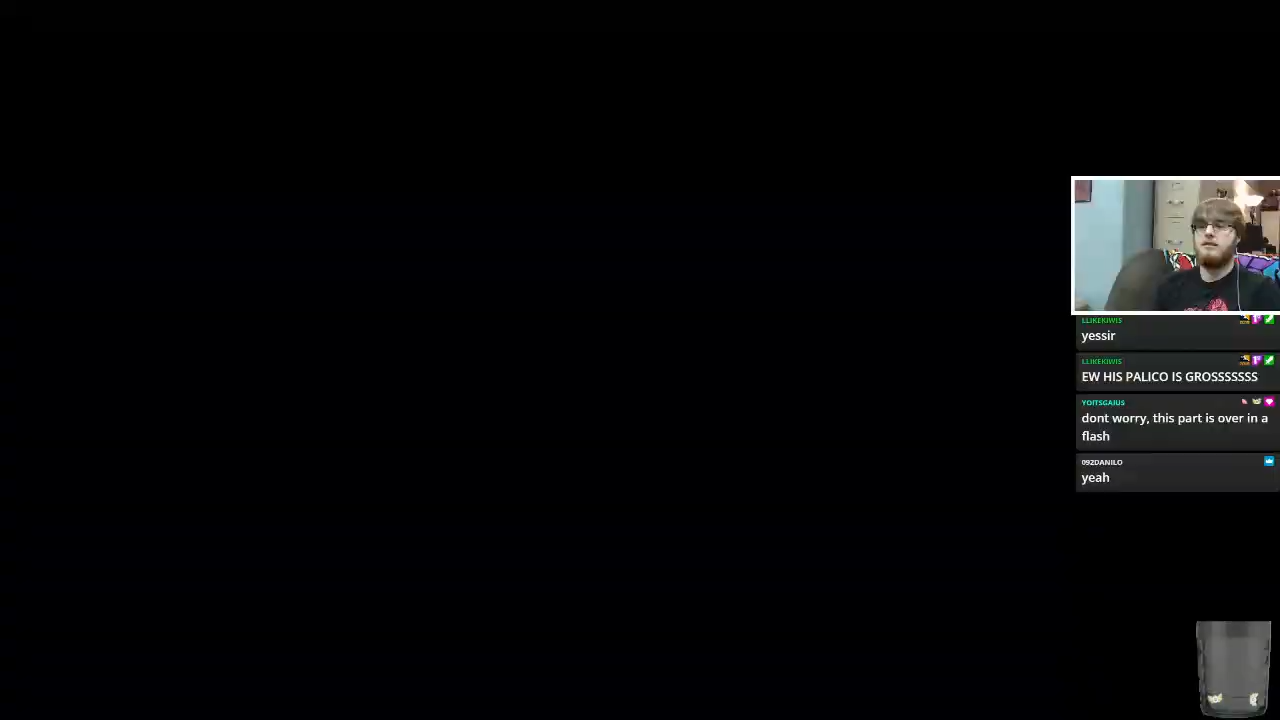 LLIKEKIWIS
yessir
LLIKEKIWIS
EW HIS PALICO IS GROSSSSSSS
YOITSGAIUS
dont worry, this part is over in a
flash
092DANILO
yeah